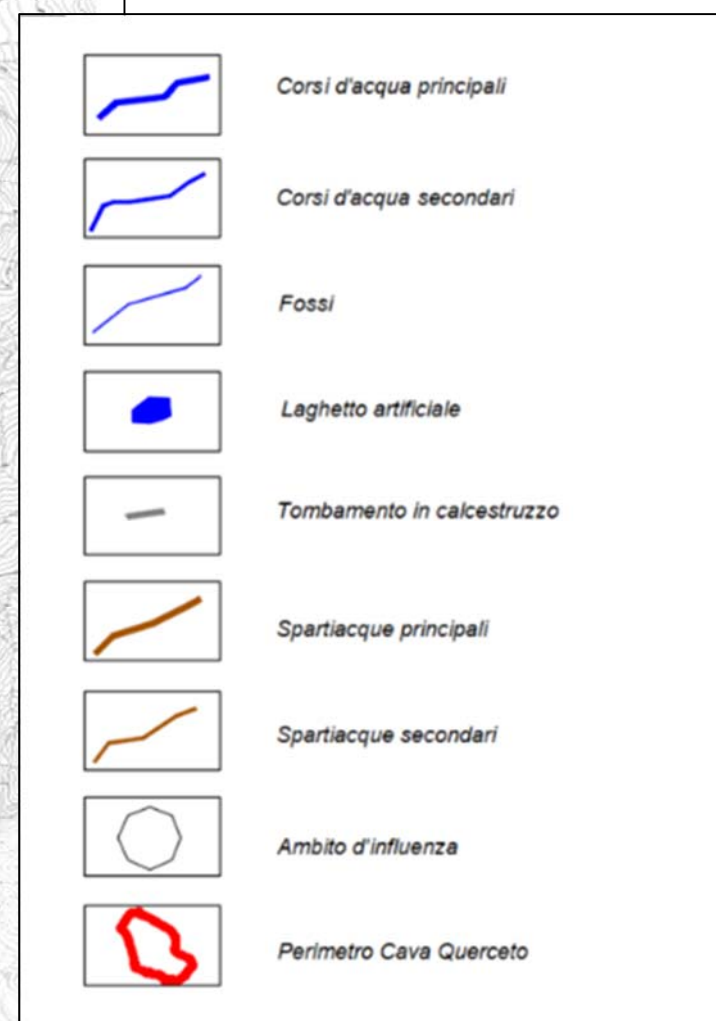 Corsi d'acqua principali
Corsi d'acqua secondari
Fossi
Laghetto artificiale
Tombamento in calcestruzzo
Spartiacque principali
Spartiacque secondari
Ambito d'influenza
Perimetro Cava Querceto